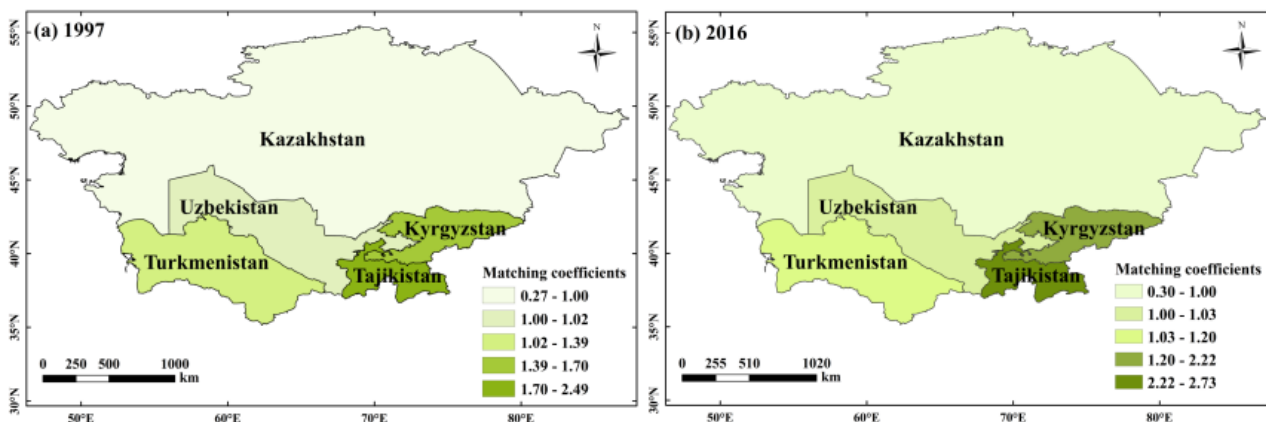 (a) 1997
N
55°N
50°N
45°N
40°N
35°N
30°N
Kazakhstan
Uzbekistan
Kyrgyzstan
Turkmenistan
Tajikistan
Matching coefficients
0.27 - 1.00
1.00 - 1.02
1.02 - 1.39
1.39 - 1.70
1.70 - 2.49
0 250 500 1000
km
50°E 60°E 70°E 80°E
(b) 2016
N
55°N
50°N
45°N
40°N
35°N
30°N
Kazakhstan
Uzbekistan
Kyrgyzstan
Turkmenistan
Tajikistan
Matching coefficients
0.30 - 1.00
1.00 - 1.03
1.03 - 1.20
1.20 - 2.22
2.22 - 2.73
0 255 510 1020
km
50°E 60°E 70°E 80°E